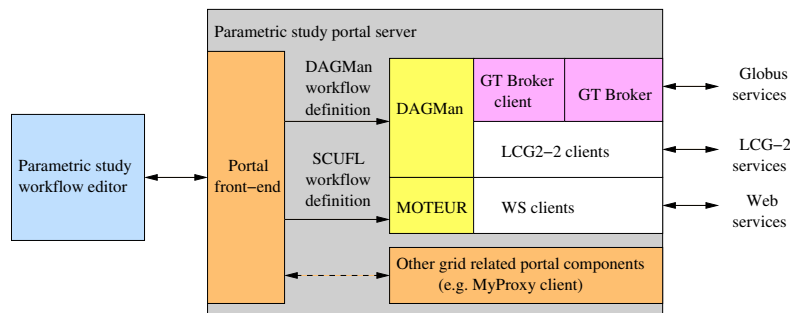 Parametric study portal server
DAGMan
workflow
definition
GT Broker
client
GT Broker
Globus
services
DAGMan
LCG2−2 clients
LCG−2
services
Parametric study
workflow editor
Portal
front−end
SCUFL
workflow
definition
MOTEUR
WS clients
Web
services
Other grid related portal components
(e.g. MyProxy client)